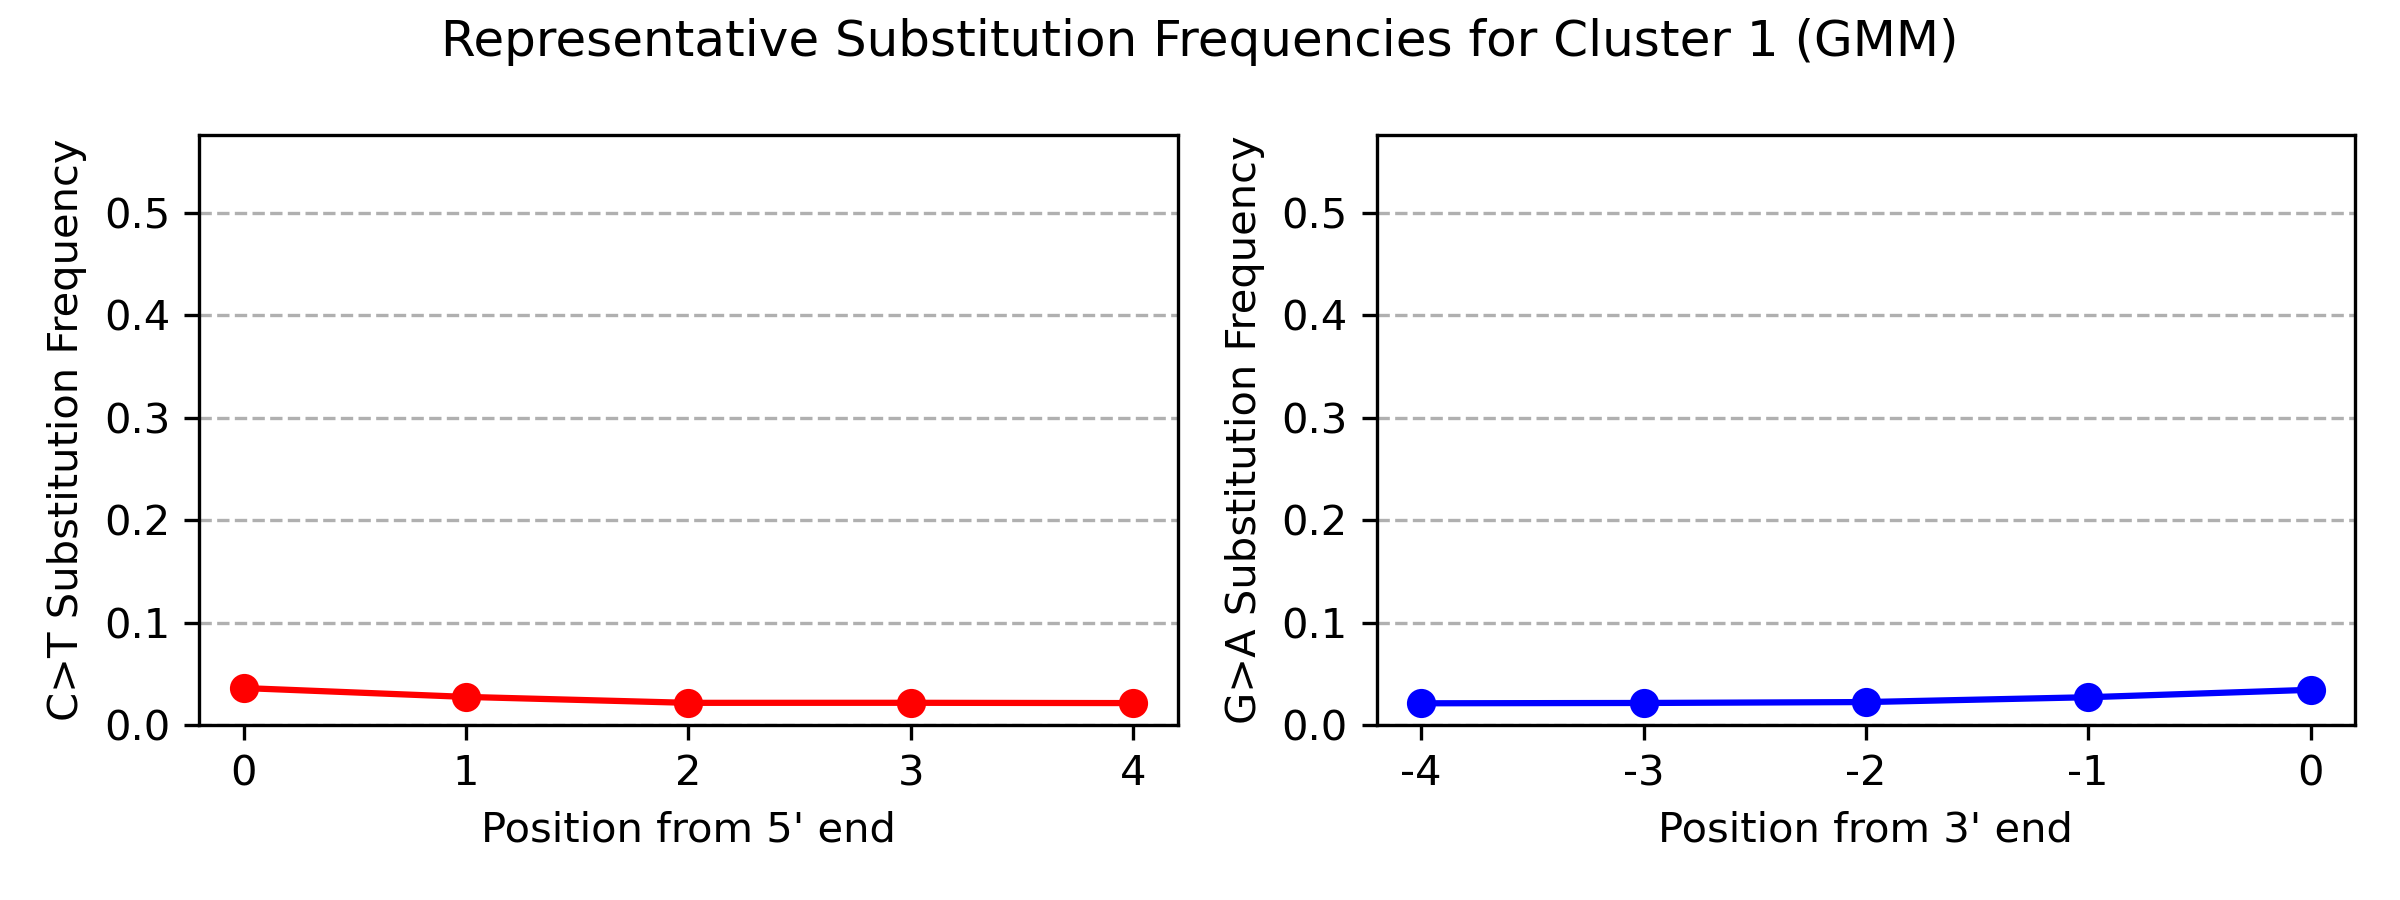 Representative Substitution Frequencies for Cluster 1 (GMM)
C>T Substitution Frequency
0.5
0.4
0.3
0.2
0.1
0.0
0 1 2 3 4
Position from 5' end
G>A Substitution Frequency
0.5
0.4
0.3
0.2
0.1
0.0
-4 -3 -2 -1 0
Position from 3' end